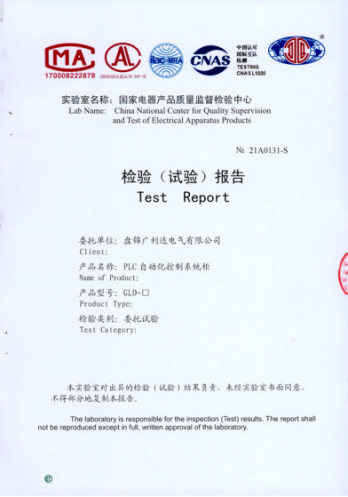 MA
170008222878
AL
ilac-MRA
CNAS
中国认可
国际互认
检测
TESTING
CNAS L1020
实验室名称：国家电器产品质量监督检验中心
Lab Name: China National Center for Quality Supervision
and Test of Electrical Apparatus Products
№ 21A0131-S
检验（试验）报告
Test Report
委托单位：盘锦广利达电气有限公司
Client:
产品名称：PLC 自动化控制系统柜
Name of Product:
产品型号：GLD-□
Product Type:
检验类别：委托试验
Test Category:
本实验室对出具的检验（试验）结果负责。未经实验室书面同意，
不得部分地复制本报告。
The laboratory is responsible for the inspection (Test) results. The report shall
not be reproduced except in full, written approval of the laboratory.